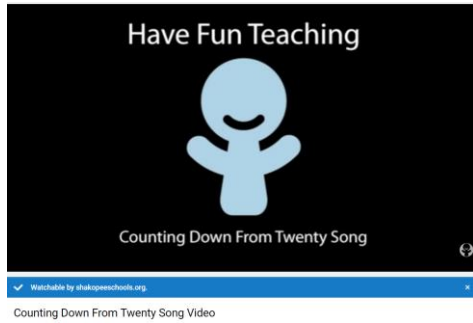 Have Fun Teaching
Counting Down From Twenty Song
Watchable by shakopeeschools.org.
Counting Down From Twenty Song Video